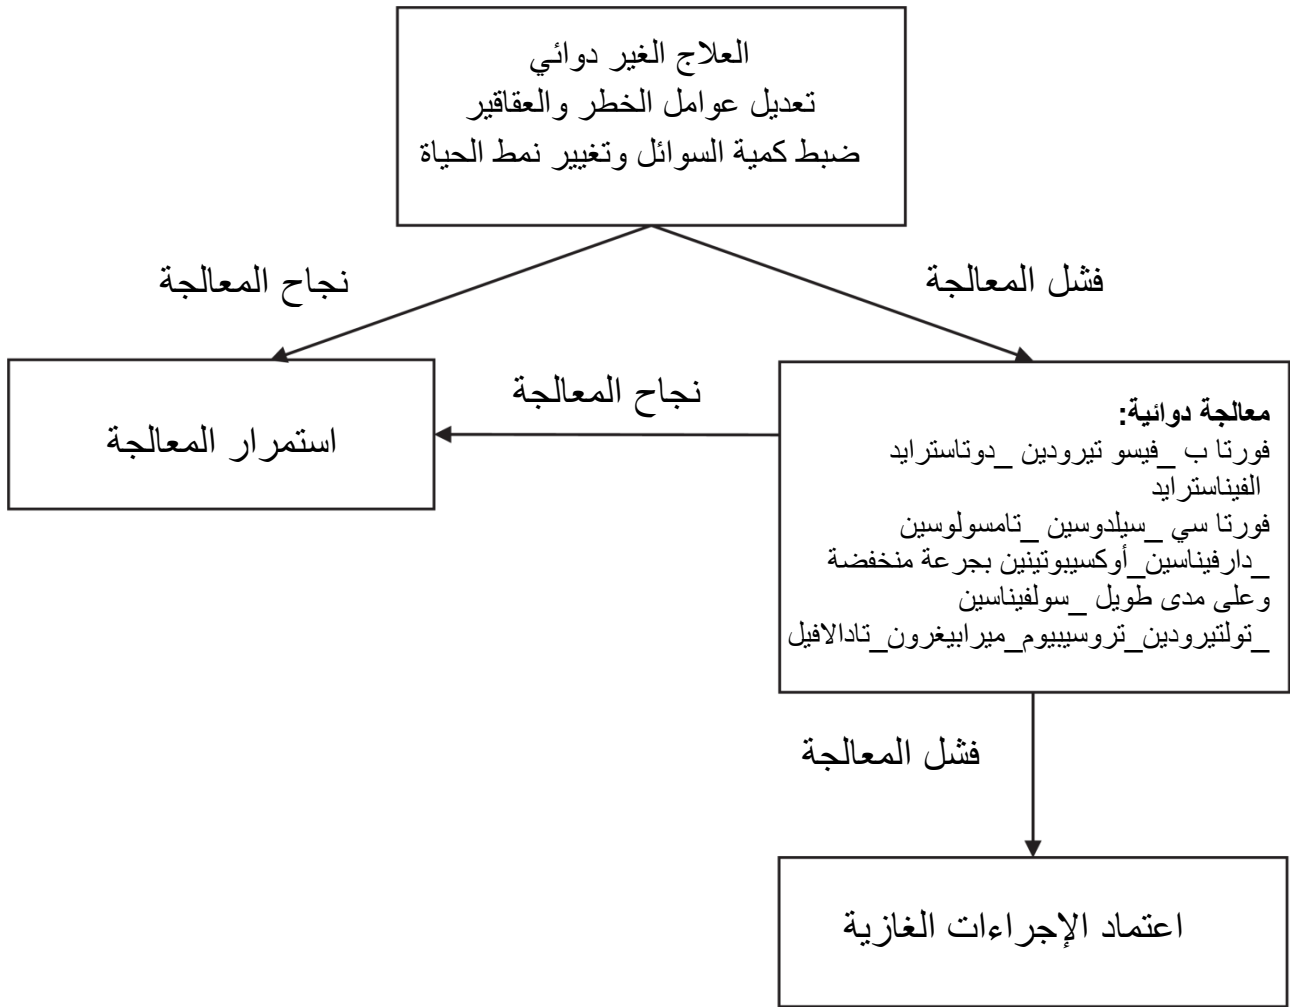 العلاج الغير دوائي
تعديل عوامل الخطر والعقاقير
ضبط كمية السوائل وتغيير نمط الحياة
فشل المعالجة
نجاح المعالجة
معالجة دوائية:
فورتا ب _فيسو تيرودين _دوتاسترايد
الفيناسترايد
فورتا سي _سيلدوسين _تامسولوسين
_دارفيناسين_أوكسيبوتينين بجرعة منخفضة
وعلى مدى طويل _سولفيناسين
_تولتيرودين_تروسيبيوم_ميرابيغرون_تادالافيل
نجاح المعالجة
استمرار المعالجة
فشل المعالجة
اعتماد الإجراءات الغازية